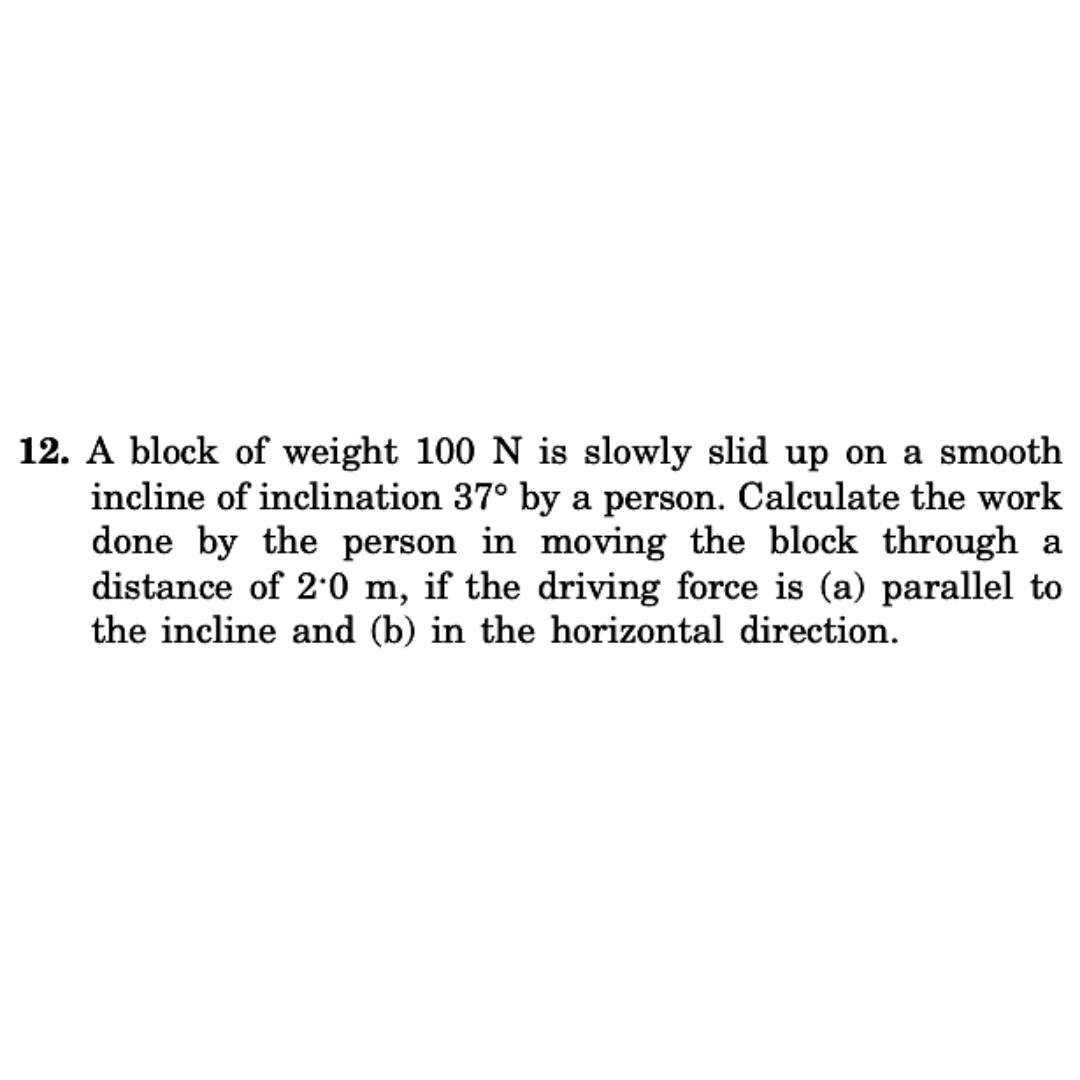 12. A block of weight 100 N is slowly slid up on a smooth
incline of inclination 37° by a person. Calculate the work
done by the person in moving the block through a
distance of 2·0 m, if the driving force is (a) parallel to
the incline and (b) in the horizontal direction.